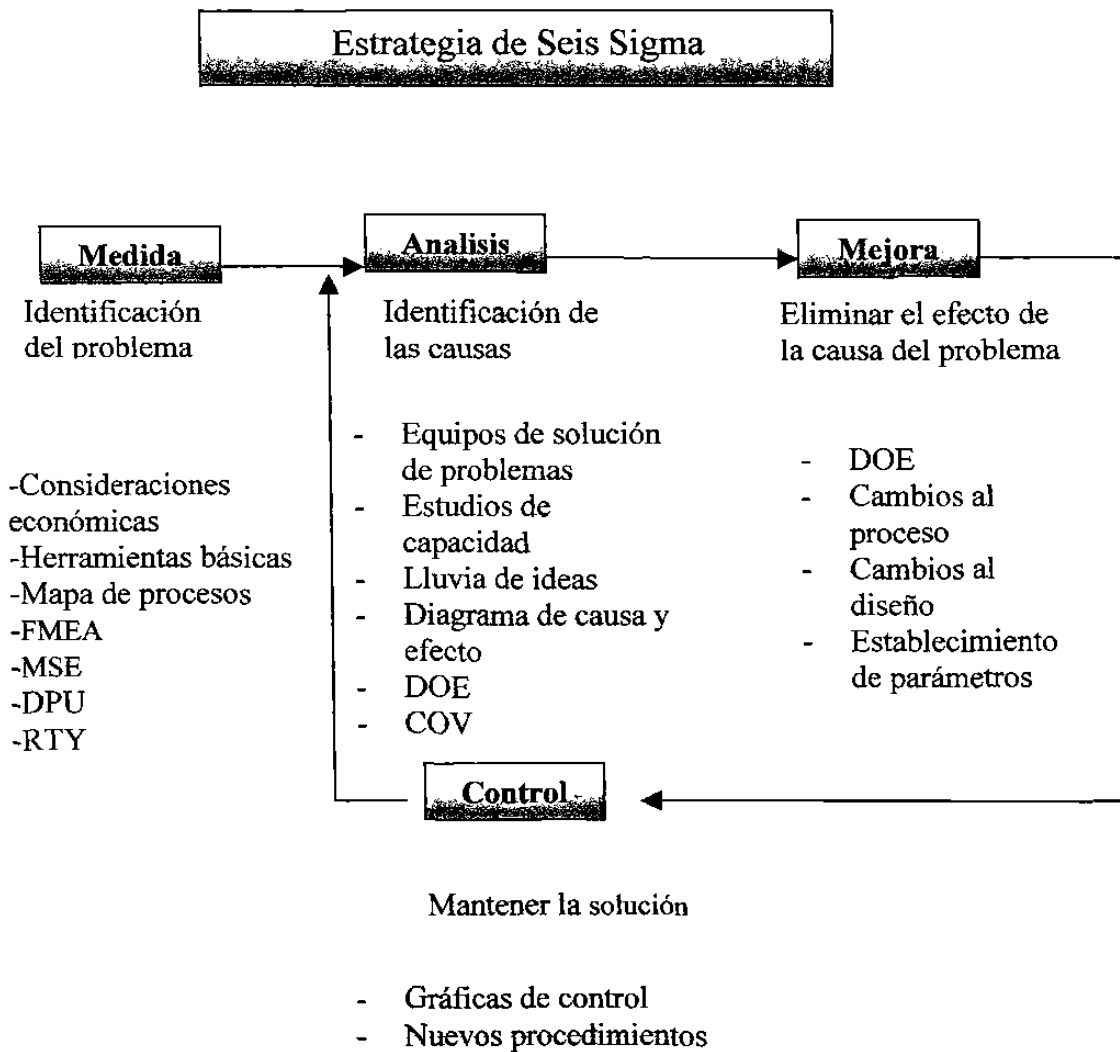 Estrategia de Seis Sigma
Medida
Identificación
del problema
-Consideraciones
económicas
-Herramientas básicas
-Mapa de procesos
-FMEA
-MSE
-DPU
-RTY
Analisis
Identificación de
las causas
- Equipos de solución
de problemas
- Estudios de
capacidad
- Lluvia de ideas
- Diagrama de causa y
efecto
- DOE
- COV
Mejora
Eliminar el efecto de
la causa del problema
- DOE
- Cambios al
proceso
- Cambios al
diseño
- Establecimiento
de parámetros
Control
Mantener la solución
- Gráficas de control
- Nuevos procedimientos